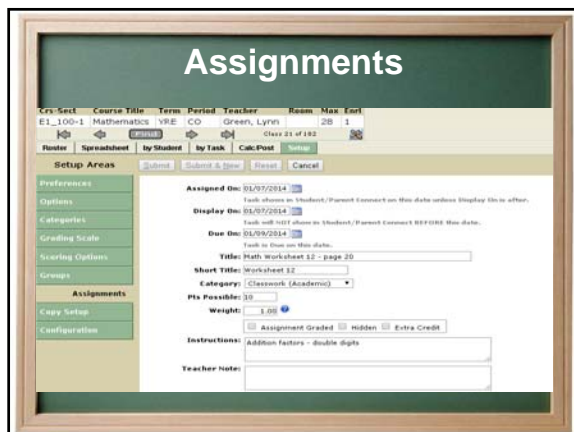 Assignments
Crs-Sect Course Title Term Period Teacher Room Max Enrl
E1_100-1 Mathematics YRE CO Green, Lynn 28 1
Find Class 21 of 192
Roster Spreadsheet by Student by Task Calc/Post Setup
Setup Areas Submit Submit & New Reset Cancel
Preferences
Options
Categories
Grading Scale
Scoring Options
Groups
Assignments
Copy Setup
Configuration
Assigned On: 01/07/2014
Task shows in Student/Parent Connect on this date unless Display On is after.
Display On: 01/07/2014
Task will NOT show in Student/Parent Connect BEFORE this date.
Due On: 01/09/2014
Task is Due on this date.
Title: Math Worksheet 12 - page 20
Short Title: Worksheet 12
Category: Classwork (Academic)
Pts Possible: 10
Weight: 1.00
Assignment Graded Hidden Extra Credit
Instructions: Addition factors - double digits
Teacher Note: